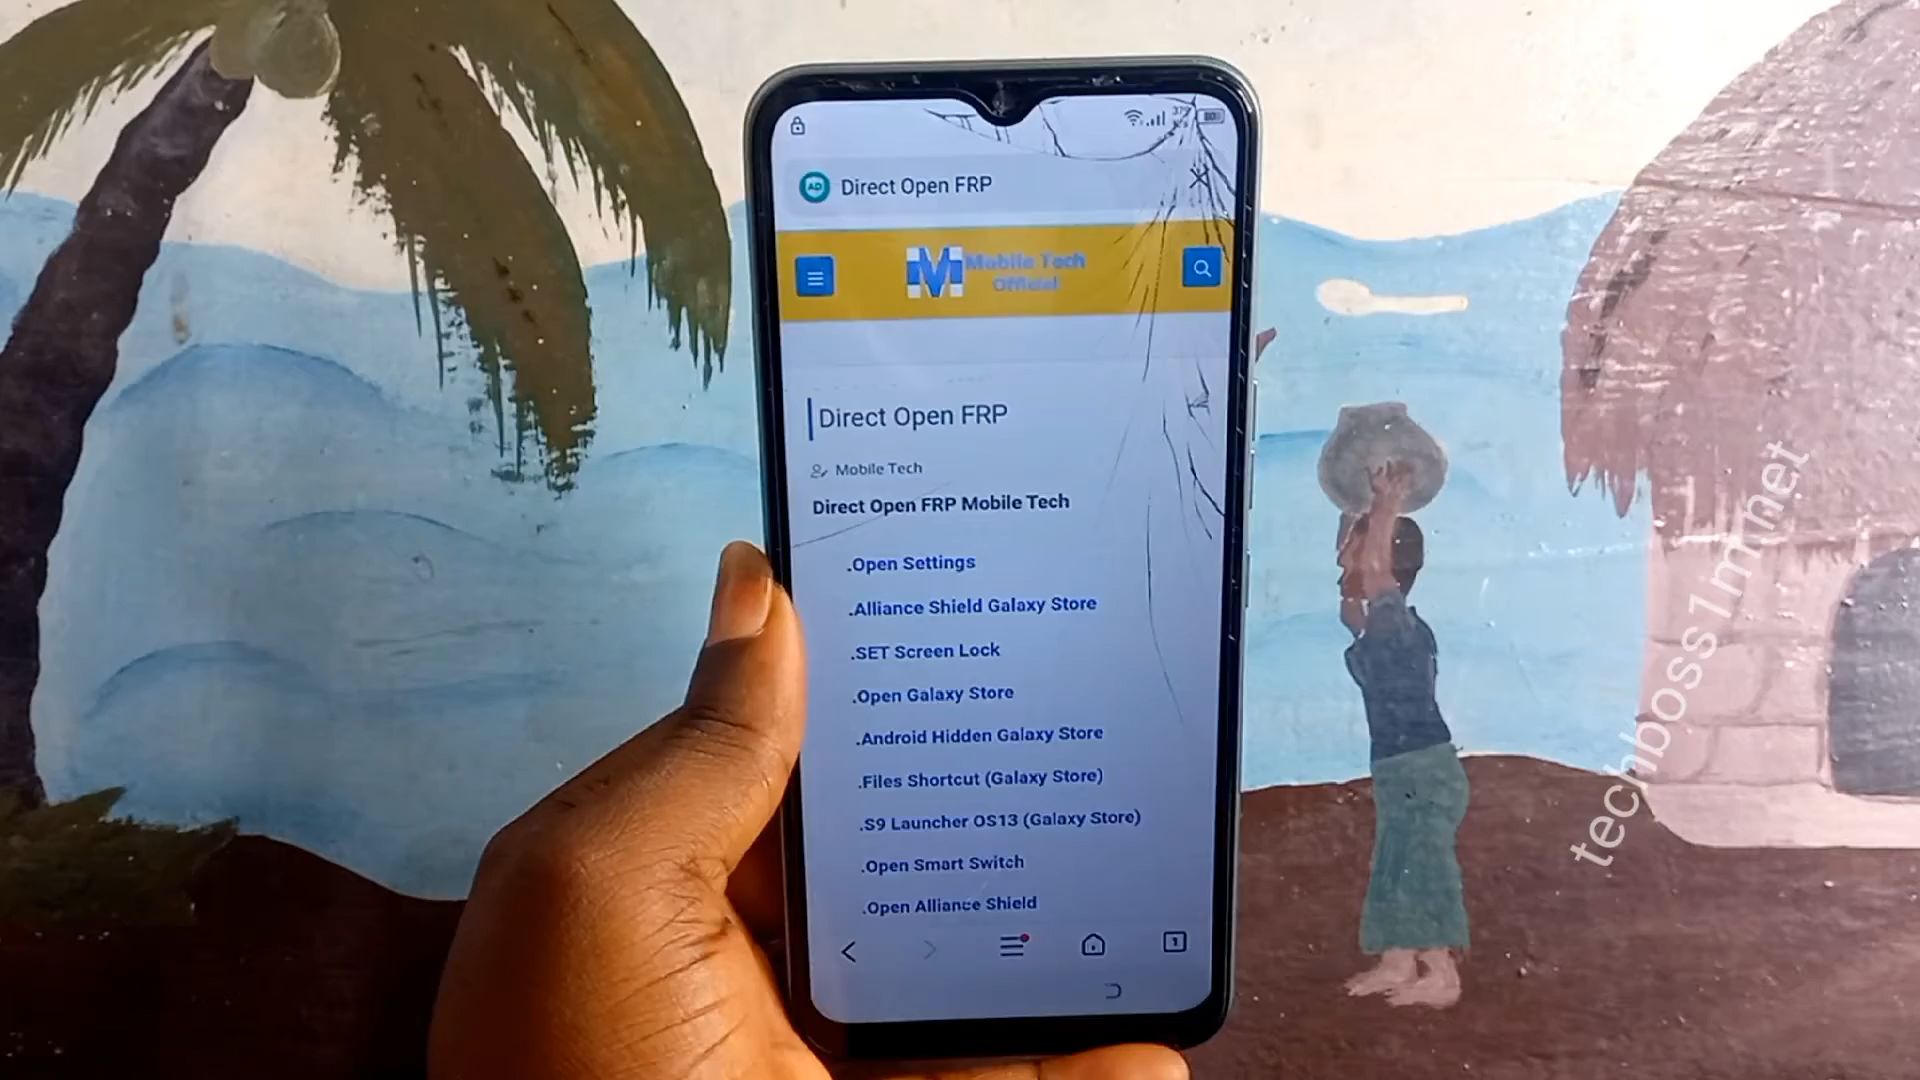 AD Direct Open FRP
M Mobile Tech
Official
Direct Open FRP
Mobile Tech
Direct Open FRP Mobile Tech
.Open Settings
.Alliance Shield Galaxy Store
.SET Screen Lock
.Open Galaxy Store
.Android Hidden Galaxy Store
.Files Shortcut (Galaxy Store)
.S9 Launcher OS13 (Galaxy Store)
.Open Smart Switch
.Open Alliance Shield
1
techboss1mrnet